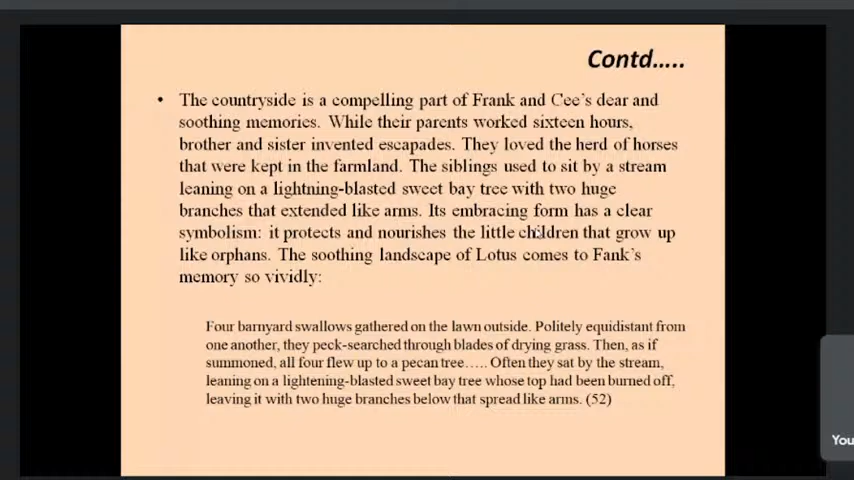 Contd.....
• The countryside is a compelling part of Frank and Cee's dear and
soothing memories. While their parents worked sixteen hours,
brother and sister invented escapades. They loved the herd of horses
that were kept in the farmland. The siblings used to sit by a stream
leaning on a lightning-blasted sweet bay tree with two huge
branches that extended like arms. Its embracing form has a clear
symbolism: it protects and nourishes the little children that grow up
like orphans. The soothing landscape of Lotus comes to Fank's
memory so vividly:
Four barnyard swallows gathered on the lawn outside. Politely equidistant from
one another, they peck-searched through blades of drying grass. Then, as if
summoned, all four flew up to a pecan tree..... Often they sat by the stream,
leaning on a lightening-blasted sweet bay tree whose top had been burned off,
leaving it with two huge branches below that spread like arms. (52)
You